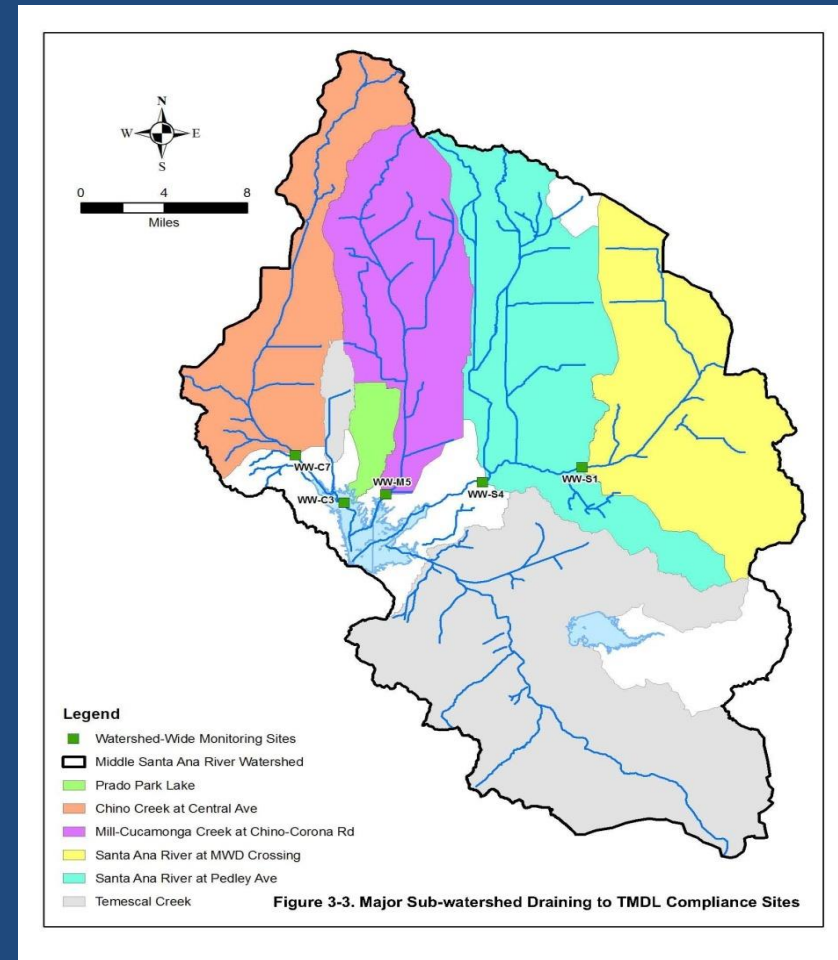 N
W E
S
0 4 8
Miles
WW-C7
WW-M5
WW-C3
WW-S4
WW-S1
Legend
Watershed-Wide Monitoring Sites
Middle Santa Ana River Watershed
Prado Park Lake
Chino Creek at Central Ave
Mill-Cucamonga Creek at Chino-Corona Rd
Santa Ana River at MWD Crossing
Santa Ana River at Pedley Ave
Temescal Creek
Figure 3-3. Major Sub-watershed Draining to TMDL Compliance Sites